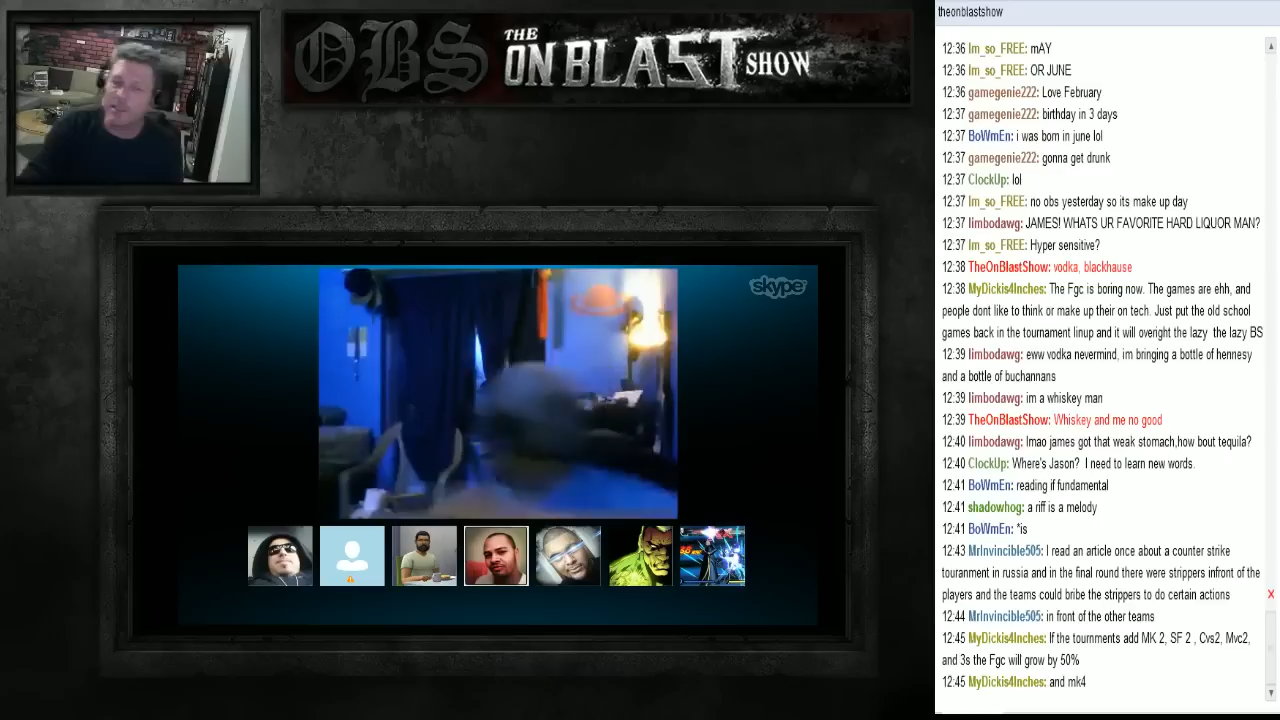 OBS
THE
ON BLAST SHOW
skype
theonblastshow
12:36 Im_so_FREE: mAY
12:36 Im_so_FREE: OR JUNE
12:36 gamegenie222: Love February
12:37 gamegenie222: birthday in 3 days
12:37 BoWmEn: i was born in june lol
12:37 gamegenie222: gonna get drunk
12:37 ClockUp: lol
12:37 Im_so_FREE: no obs yesterday so its make up day
12:37 limbodawg: JAMES! WHATS UR FAVORITE HARD LIQUOR MAN?
12:37 Im_so_FREE: Hyper sensitive?
12:38 TheOnBlastShow: vodka, blackhause
12:38 MyDickis4Inches: The Fgc is boring now. The games are ehh, and
people dont like to think or make up their on tech. Just put the old school
games back in the tournament linup and it will overight the lazy the lazy BS
12:39 limbodawg: eww vodka nevermind, im bringing a bottle of hennesy
and a bottle of buchannans
12:39 limbodawg: im a whiskey man
12:39 TheOnBlastShow: Whiskey and me no good
12:40 limbodawg: lmao james got that weak stomach,how bout tequila?
12:40 ClockUp: Where's Jason? I need to learn new words.
12:41 BoWmEn: reading if fundamental
12:41 shadowhog: a riff is a melody
12:41 BoWmEn: *is
12:43 MrInvincible505: I read an article once about a counter strike
touranment in russia and in the final round there were strippers infront of the
players and the teams could bribe the strippers to do certain actions
12:44 MrInvincible505: in front of the other teams
12:45 MyDickis4Inches: If the tournments add MK 2, SF 2 , Cvs2, Mvc2,
and 3s the Fgc will grow by 50%
12:45 MyDickis4Inches: and mk4